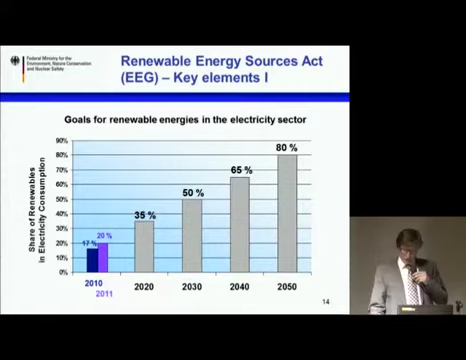 Federal Ministry for the
Environment, Nature Conservation
and Nuclear Safety
Renewable Energy Sources Act
(EEG) – Key elements I
Goals for renewable energies in the electricity sector
Share of Renewables
in Electricity Consumption
90%
80%
70%
60%
50%
40%
30%
20%
10%
0%
17 %
20 %
35 %
50 %
65 %
80 %
2010
2011
2020
2030
2040
2050
14